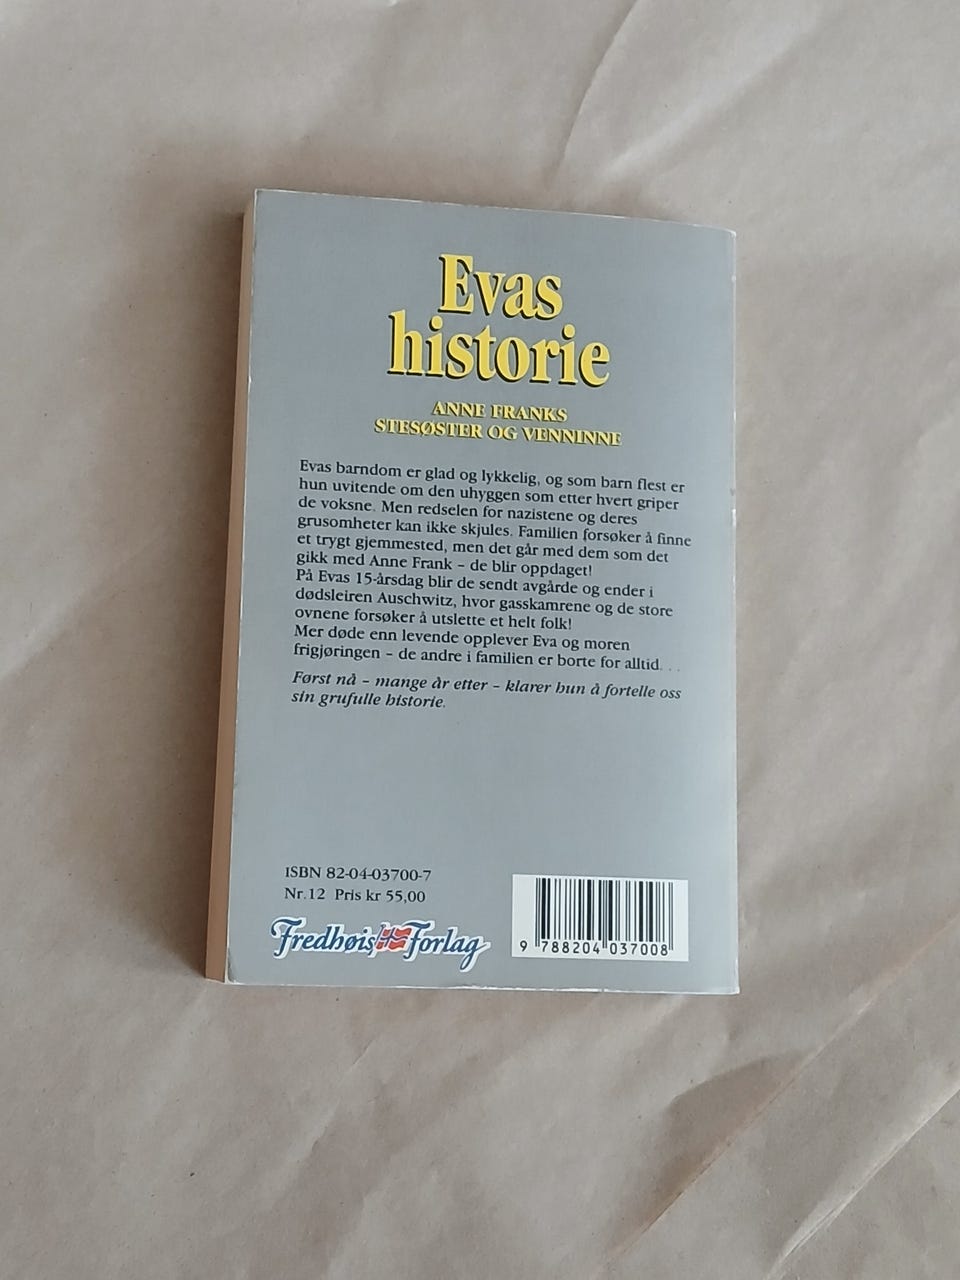 Evas
historie
ANNE FRANKS
STESØSTER OG VENNINNE
Evas barndom er glad og lykkelig, og som barn flest er
hun uvitende om den uhyggen som etter hvert griper
de voksne. Men redselen for nazistene og deres
grusomheter kan ikke skjules. Familien forsøker å finne
et trygt gjemmested, men det går med dem som det
gikk med Anne Frank – de blir oppdaget!
På Evas 15-årsdag blir de sendt avgårde og ender i
dødsleiren Auschwitz, hvor gasskamrene og de store
ovnene forsøker å utslette et helt folk!
Mer døde enn levende opplever Eva og moren
frigjøringen – de andre i familien er borte for alltid. . .
Først nå – mange år etter – klarer hun å fortelle oss
sin grufulle historie.
ISBN 82-04-03700-7
Nr. 12 Pris kr 55,00
Fredhøis Forlag
9 788204 037008